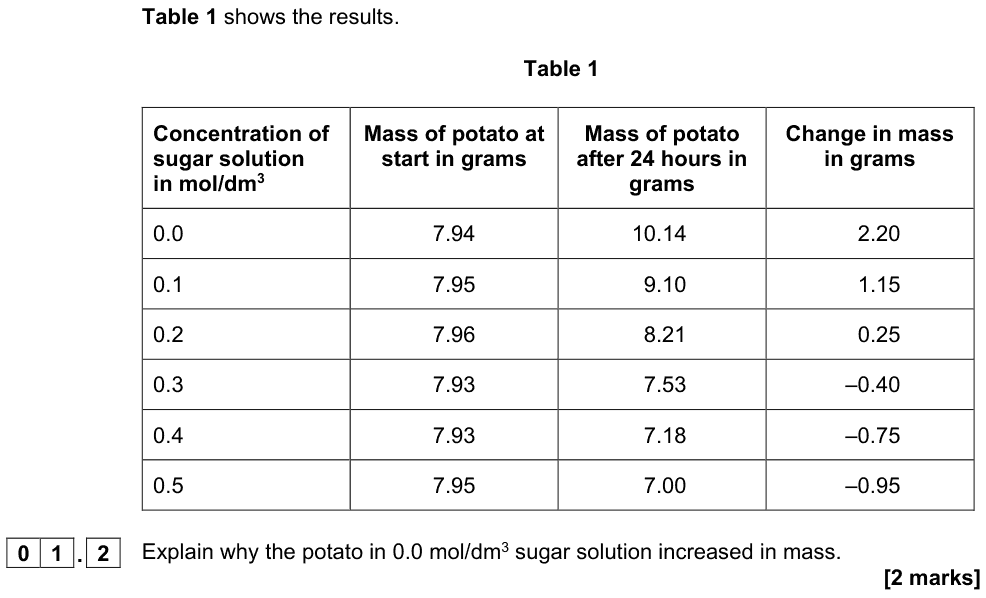 Table 1 shows the results.
Table 1
Concentration of sugar solution in mol/dm³ Mass of potato at start in grams Mass of potato after 24 hours in grams Change in mass in grams
0.0 7.94 10.14 2.20
0.1 7.95 9.10 1.15
0.2 7.96 8.21 0.25
0.3 7.93 7.53 –0.40
0.4 7.93 7.18 –0.75
0.5 7.95 7.00 –0.95
0 1 . 2 Explain why the potato in 0.0 mol/dm³ sugar solution increased in mass.
[2 marks]